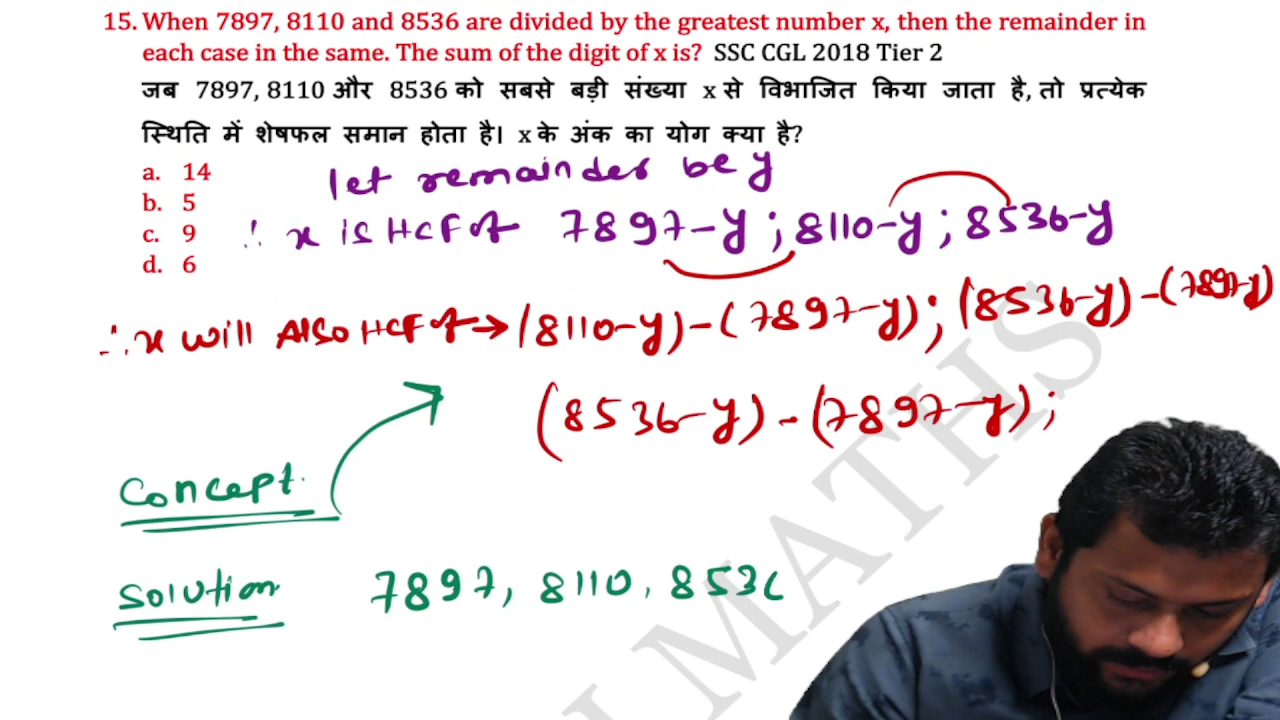 15. When 7897, 8110 and 8536 are divided by the greatest number x, then the remainder in
each case in the same. The sum of the digit of x is? SSC CGL 2018 Tier 2
जब 7897, 8110 और 8536 को सबसे बड़ी संख्या x से विभाजित किया जाता है, तो प्रत्येक
स्थिति में शेषफल समान होता है। x के अंक का योग क्या है?
a. 14
b. 5
c. 9
d. 6
let remainder be y
∴ x is HCF of 7897-y ; 8110-y ; 8536-y
∴ x will Also HCF of → (8110-y)-(7897-y); (8536-y)-(7897-y)
(8536-y)-(7897-y);
Concept
Solution 7897, 8110, 853
MATHS